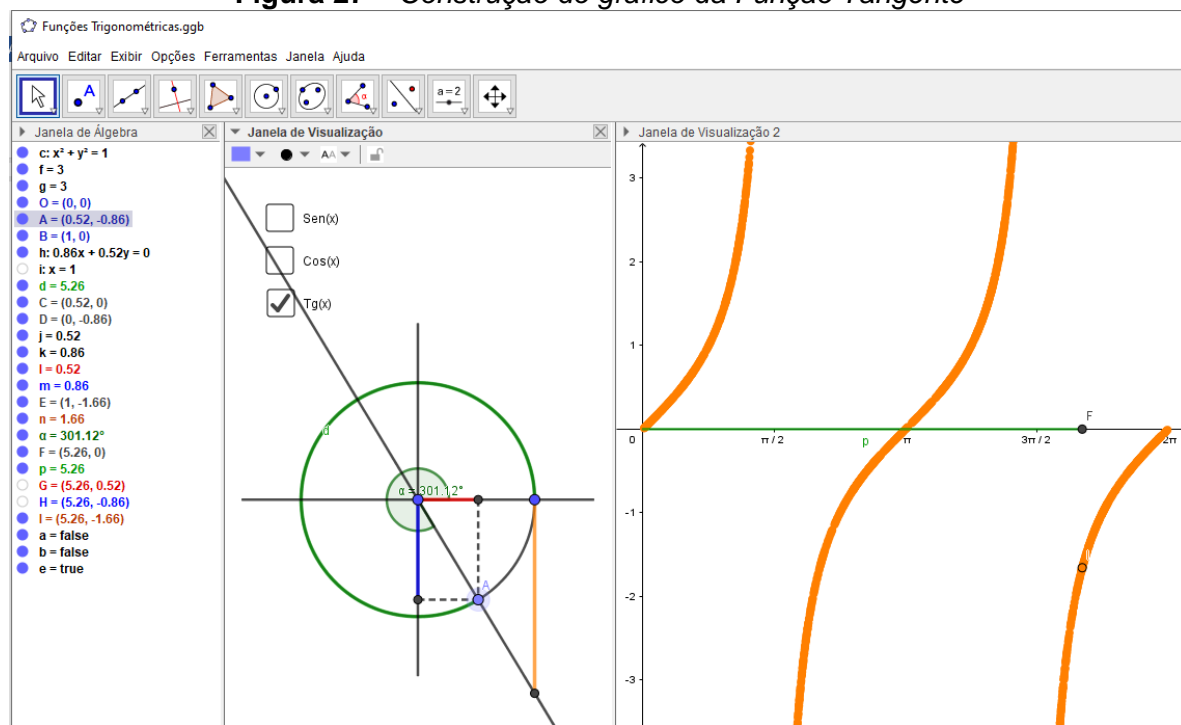 Figura 27 - Construção do gráfico da Função Tangente
Funções Trigonométricas.ggb
Arquivo Editar Exibir Opções Ferramentas Janela Ajuda
A
α
a = 2
Janela de Álgebra
c: x² + y² = 1
f = 3
g = 3
O = (0, 0)
A = (0.52, -0.86)
B = (1, 0)
h: 0.86x + 0.52y = 0
i: x = 1
d = 5.26
C = (0.52, 0)
D = (0, -0.86)
j = 0.52
k = 0.86
l = 0.52
m = 0.86
E = (1, -1.66)
n = 1.66
α = 301.12°
F = (5.26, 0)
p = 5.26
G = (5.26, 0.52)
H = (5.26, -0.86)
I = (5.26, -1.66)
a = false
b = false
e = true
Janela de Visualização
AA
Sen(x)
Cos(x)
Tg(x)
d
α = 301.12°
A
Janela de Visualização 2
3
2
1
0
π / 2
p
π
3π / 2
F
2π
-1
I
-2
-3